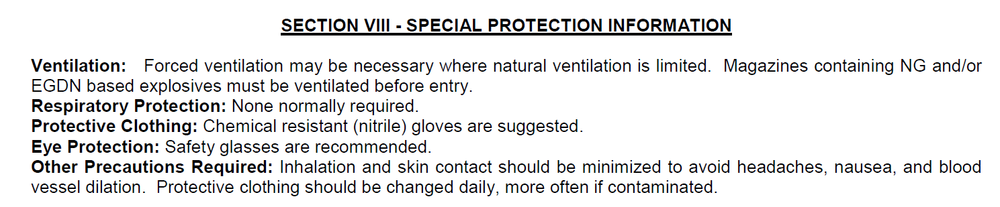 SECTION VIII - SPECIAL PROTECTION INFORMATION
Ventilation: Forced ventilation may be necessary where natural ventilation is limited. Magazines containing NG and/or
EGDN based explosives must be ventilated before entry.
Respiratory Protection: None normally required.
Protective Clothing: Chemical resistant (nitrile) gloves are suggested.
Eye Protection: Safety glasses are recommended.
Other Precautions Required: Inhalation and skin contact should be minimized to avoid headaches, nausea, and blood
vessel dilation. Protective clothing should be changed daily, more often if contaminated.